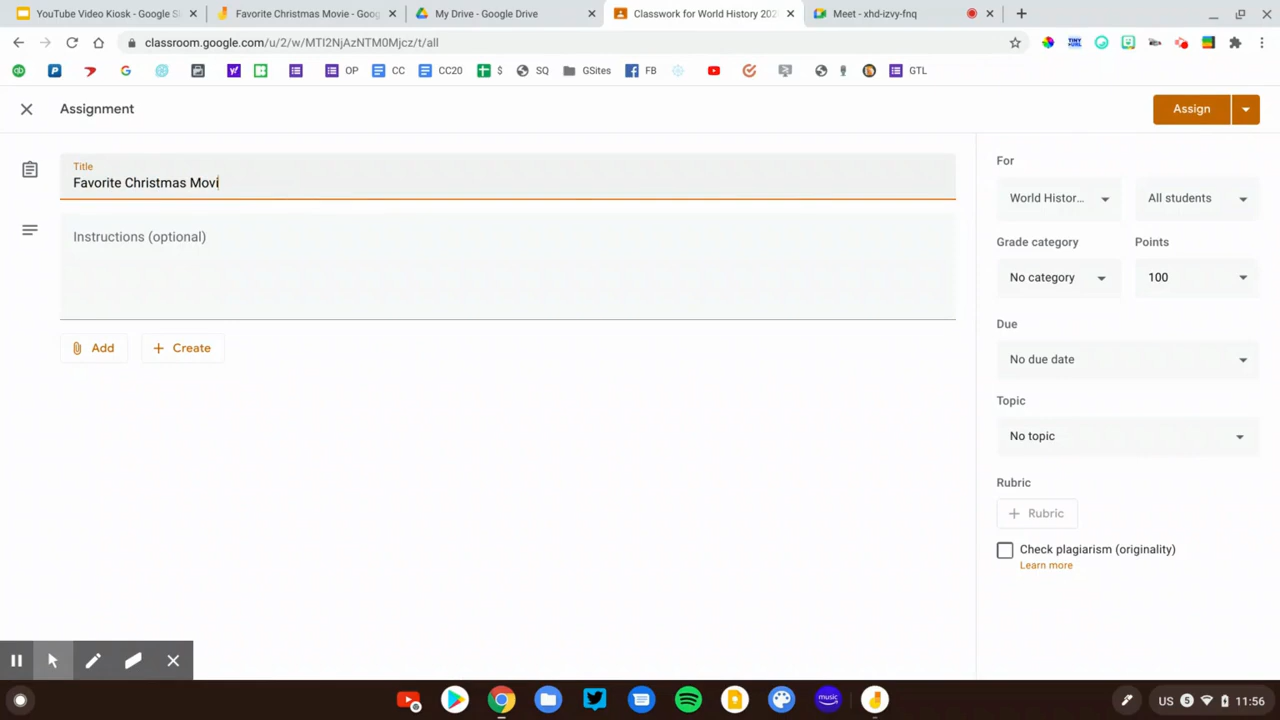 YouTube Video Kiosk - Google Sl
Favorite Christmas Movie - Goog
My Drive - Google Drive
Classwork for World History 202
Meet - xhd-izvy-fnq
classroom.google.com/u/2/w/MTI2NjAzNTM0Mjcz/t/all
OP
CC
CC20
$
SQ
GSites
FB
GTL
Assignment
Assign
Title
Favorite Christmas Movi
Instructions (optional)
Add
Create
For
World Histor...
All students
Grade category
Points
No category
100
Due
No due date
Topic
No topic
Rubric
Rubric
Check plagiarism (originality)
Learn more
music
US
5
11:56